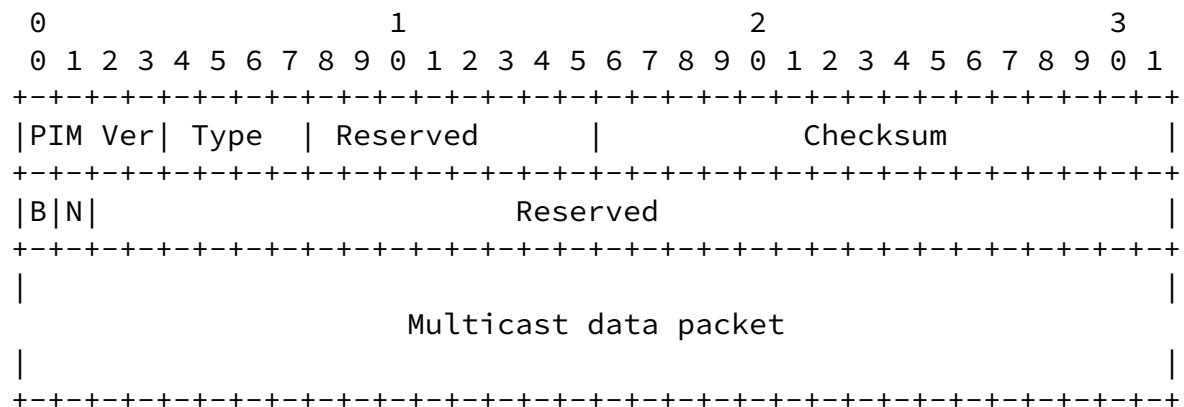 0                   1                   2                   3
 0 1 2 3 4 5 6 7 8 9 0 1 2 3 4 5 6 7 8 9 0 1 2 3 4 5 6 7 8 9 0 1
+-+-+-+-+-+-+-+-+-+-+-+-+-+-+-+-+-+-+-+-+-+-+-+-+-+-+-+-+-+-+-+-+
|PIM Ver| Type  | Reserved      |           Checksum            |
+-+-+-+-+-+-+-+-+-+-+-+-+-+-+-+-+-+-+-+-+-+-+-+-+-+-+-+-+-+-+-+-+
|B|N|                       Reserved                            |
+-+-+-+-+-+-+-+-+-+-+-+-+-+-+-+-+-+-+-+-+-+-+-+-+-+-+-+-+-+-+-+-+
|                                                               |
                      Multicast data packet
|                                                               |
+-+-+-+-+-+-+-+-+-+-+-+-+-+-+-+-+-+-+-+-+-+-+-+-+-+-+-+-+-+-+-+-+